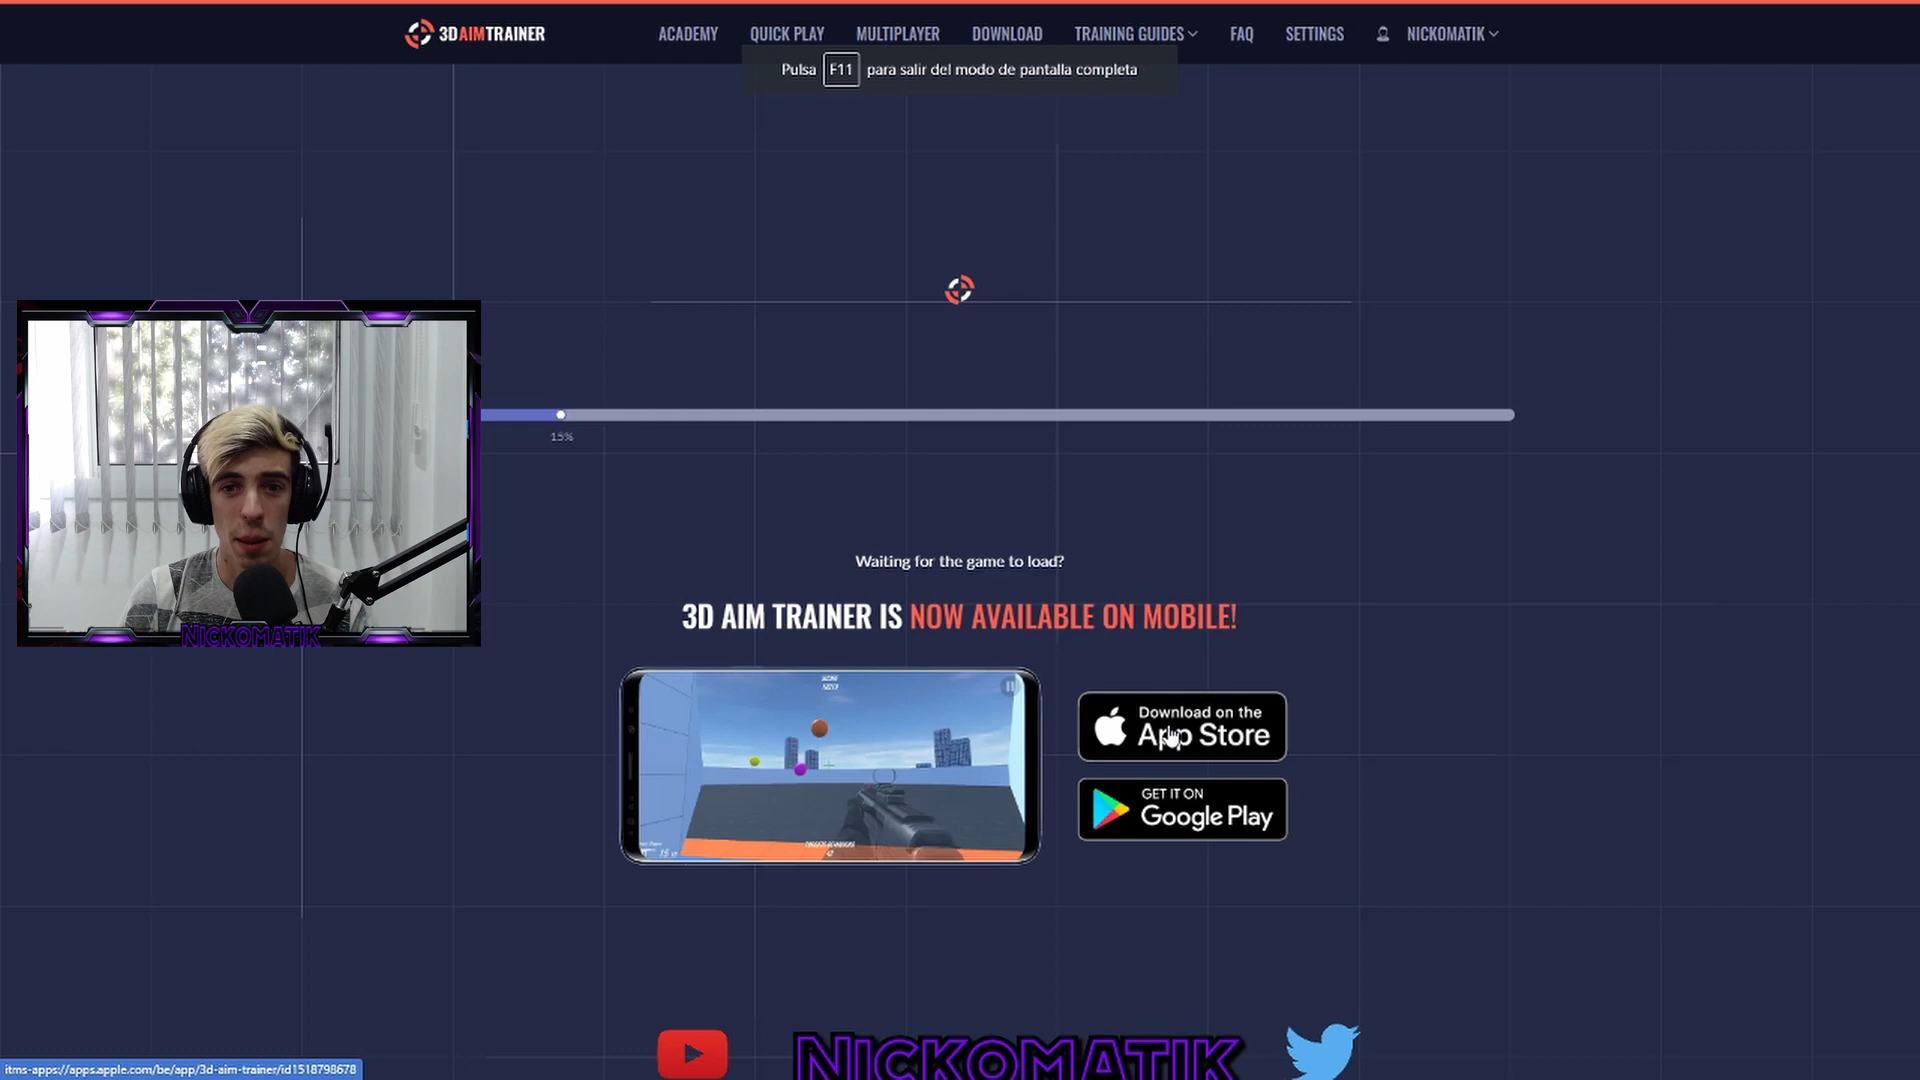 3DAIMTRAINER
ACADEMY QUICK PLAY MULTIPLAYER DOWNLOAD TRAINING GUIDES FAQ SETTINGS NICKOMATIK
Pulsa F11 para salir del modo de pantalla completa
15%
NICKOMATIK
Waiting for the game to load?
3D AIM TRAINER IS NOW AVAILABLE ON MOBILE!
Download on the
App Store
GET IT ON
Google Play
NICKOMATIK
itms-apps://apps.apple.com/be/app/3d-aim-trainer/id1518798678